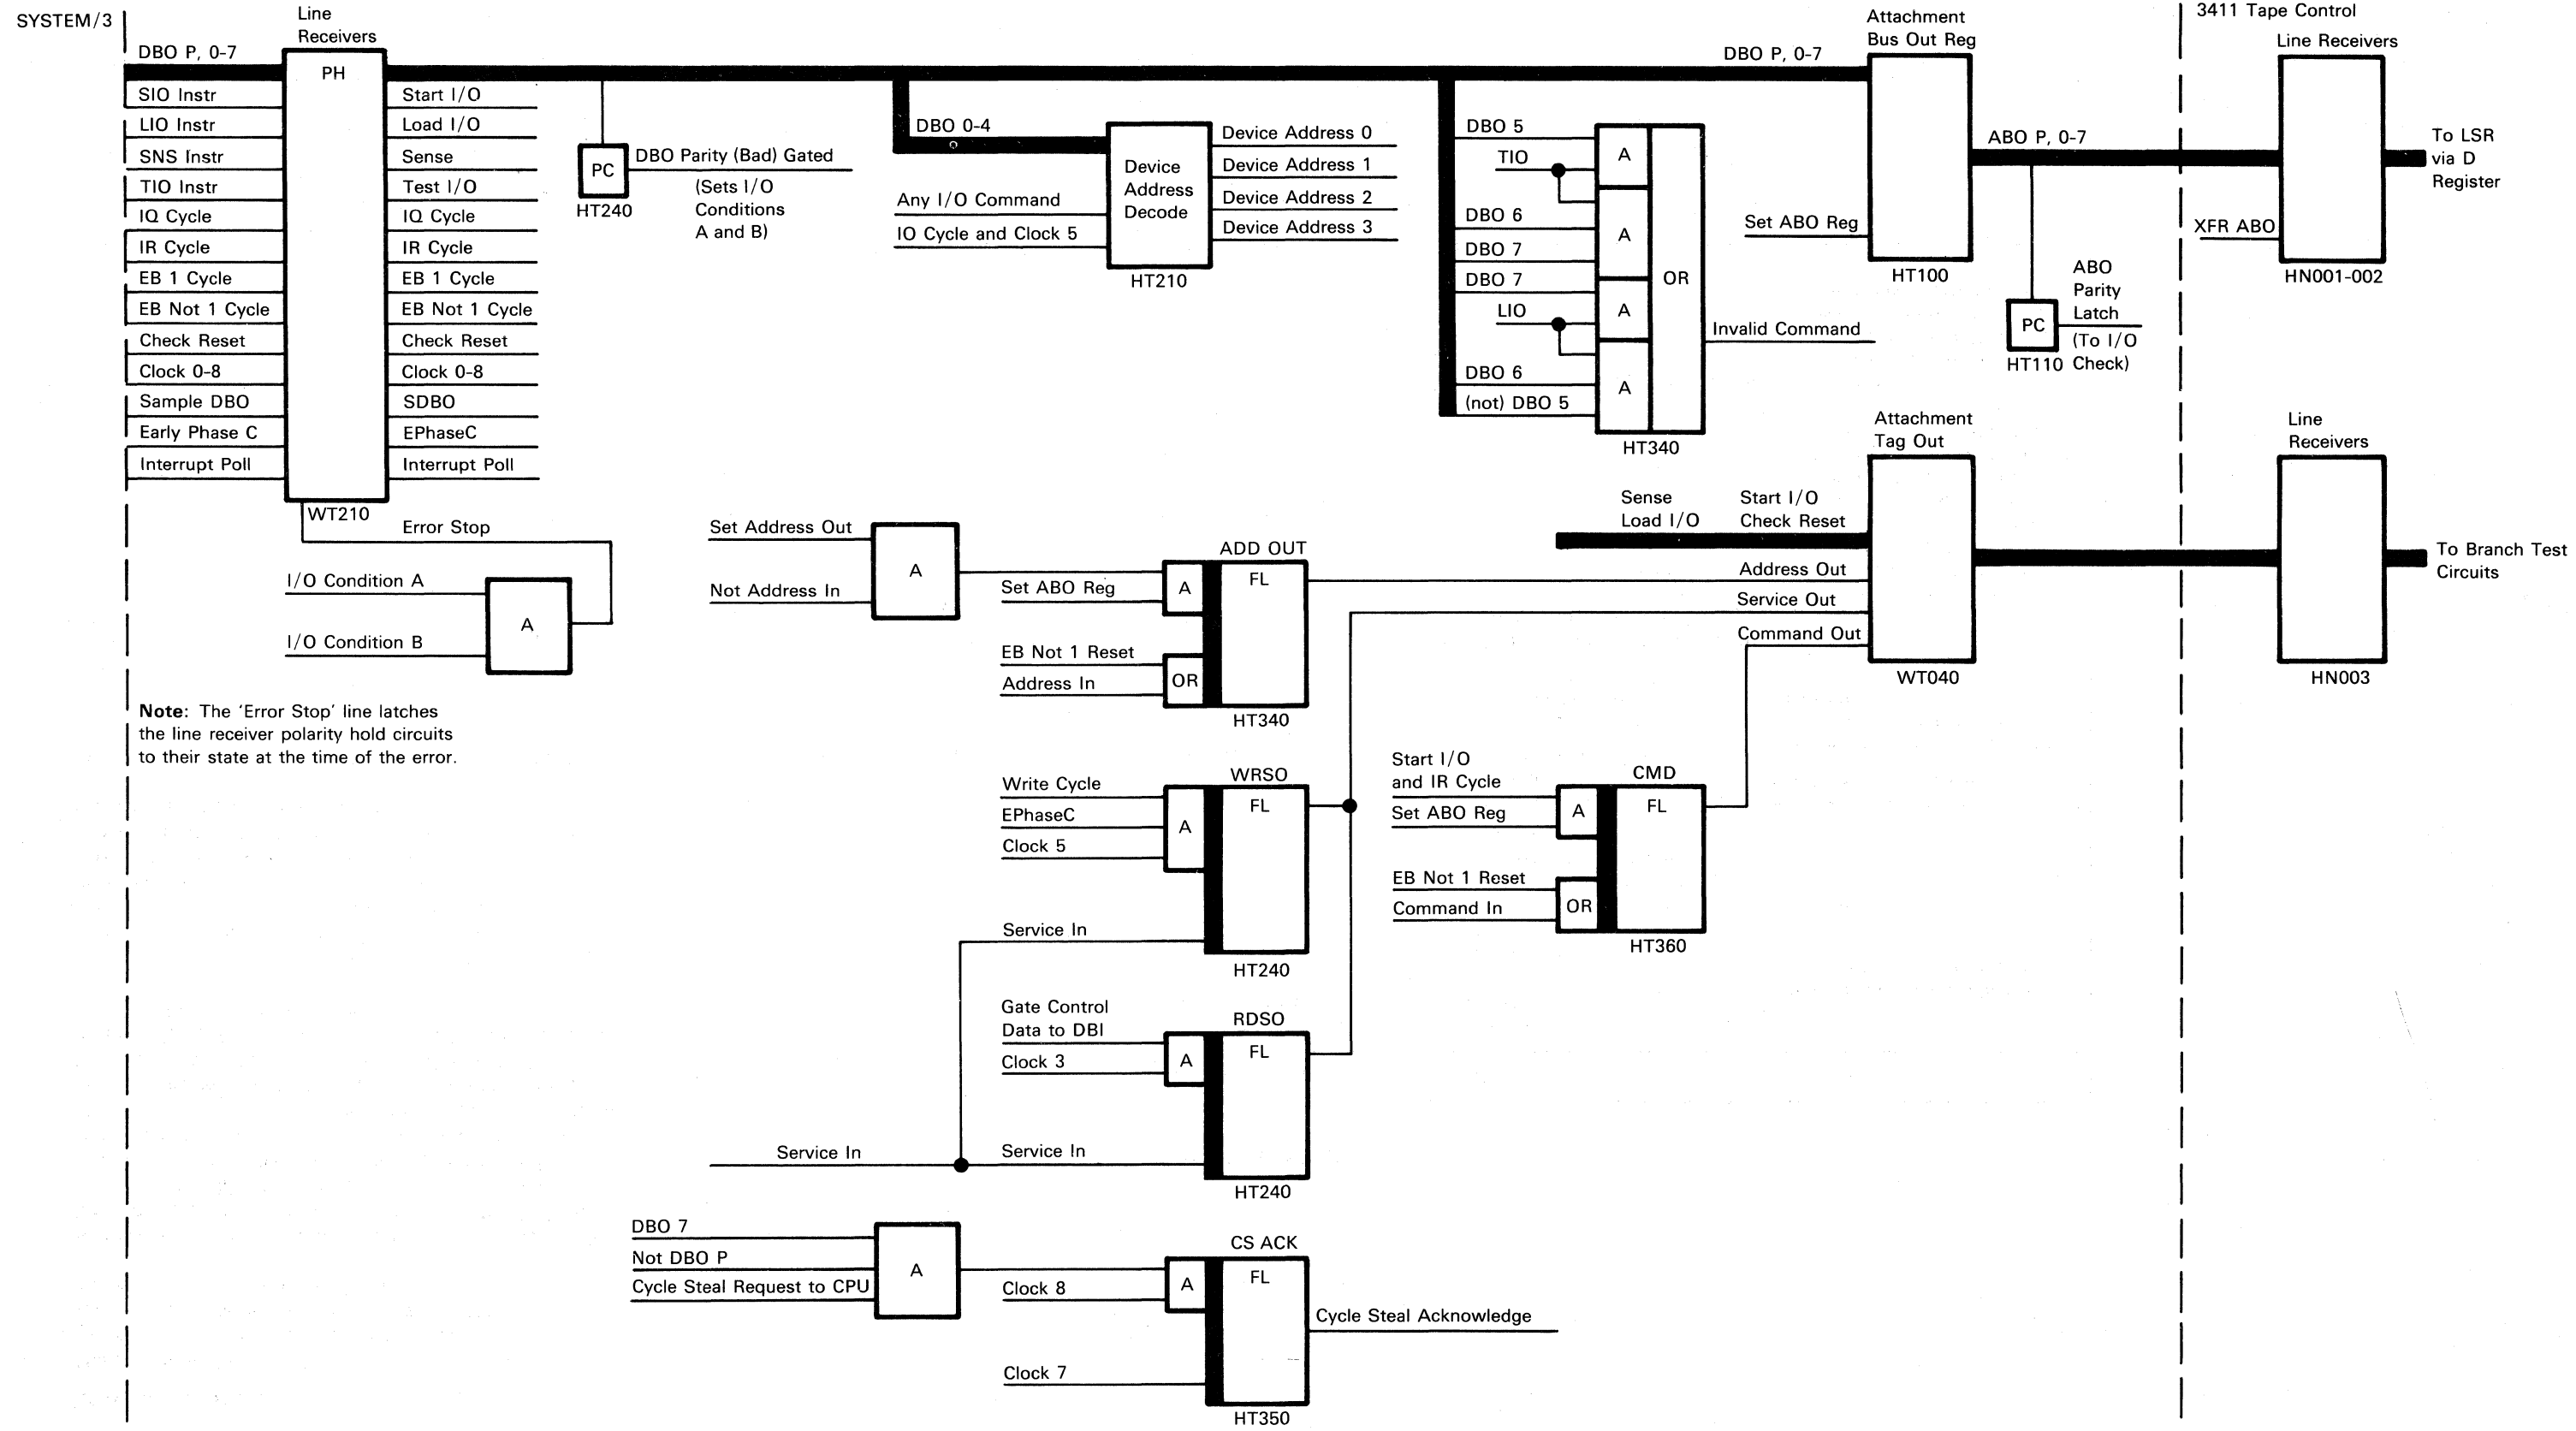 SYSTEM/3
Line
Receivers
DBO P, 0-7
PH
SIO Instr
LIO Instr
SNS Instr
TIO Instr
IQ Cycle
IR Cycle
EB 1 Cycle
EB Not 1 Cycle
Check Reset
Clock 0-8
Sample DBO
Early Phase C
Interrupt Poll
Start I/O
Load I/O
Sense
Test I/O
IQ Cycle
IR Cycle
EB 1 Cycle
EB Not 1 Cycle
Check Reset
Clock 0-8
SDBO
EPhaseC
Interrupt Poll
WT210
Error Stop
I/O Condition A
I/O Condition B
A
Note: The 'Error Stop' line latches
the line receiver polarity hold circuits
to their state at the time of the error.
PC
HT240
DBO Parity (Bad) Gated
(Sets I/O
Conditions
A and B)
DBO 0-4
Any I/O Command
IO Cycle and Clock 5
Device
Address
Decode
HT210
Device Address 0
Device Address 1
Device Address 2
Device Address 3
DBO 5
TIO
DBO 6
DBO 7
DBO 7
LIO
DBO 6
(not) DBO 5
A
A
A
A
OR
HT340
Invalid Command
DBO P, 0-7
Attachment
Bus Out Reg
Set ABO Reg
HT100
ABO P, 0-7
PC
HT110
ABO
Parity
Latch
(To I/O
Check)
3411 Tape Control
Line Receivers
XFR ABO
HN001-002
To LSR
via D
Register
Attachment
Tag Out
Sense
Load I/O
Start I/O
Check Reset
Address Out
Service Out
Command Out
WT040
Line
Receivers
HN003
To Branch Test
Circuits
Set Address Out
Not Address In
A
ADD OUT
Set ABO Reg
A
FL
EB Not 1 Reset
Address In
OR
HT340
WRSO
Write Cycle
EPhaseC
Clock 5
A
FL
Service In
HT240
Start I/O
and IR Cycle
Set ABO Reg
A
CMD
FL
EB Not 1 Reset
Command In
OR
HT360
Gate Control
Data to DBI
Clock 3
A
RDSO
FL
Service In
Service In
HT240
DBO 7
Not DBO P
Cycle Steal Request to CPU
A
CS ACK
Clock 8
A
FL
Clock 7
HT350
Cycle Steal Acknowledge